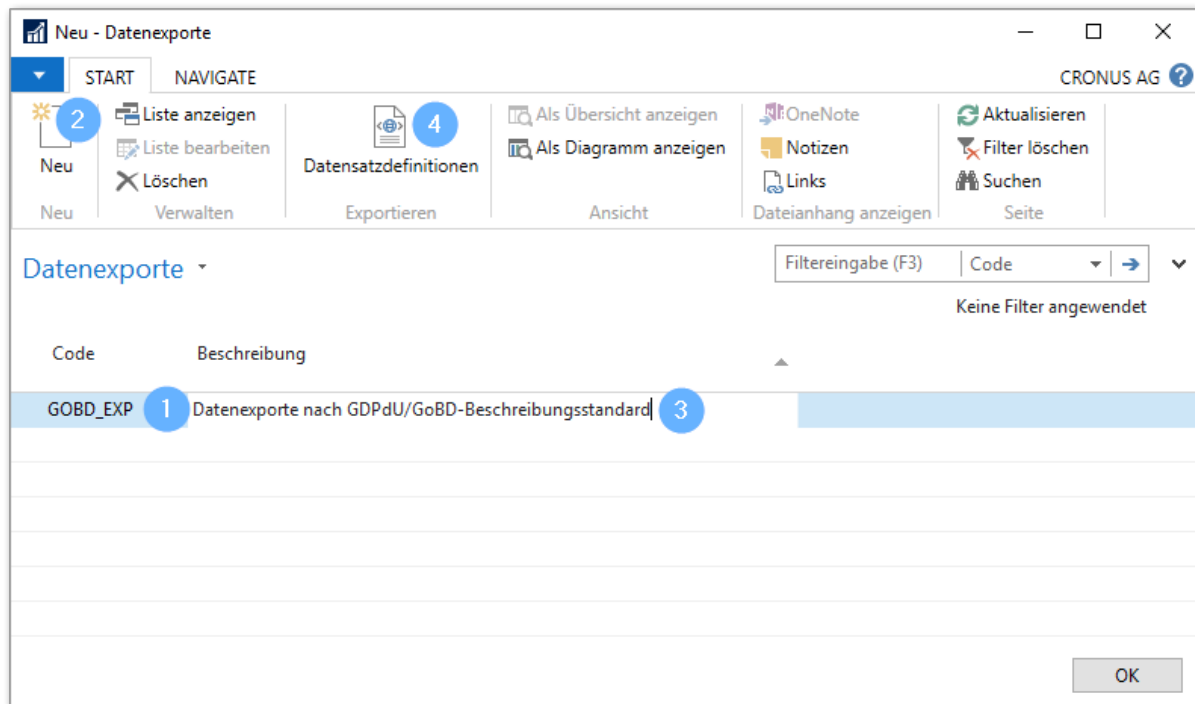 Neu - Datenexporte
START NAVIGATE CRONUS AG ?
2 Liste anzeigen 4 Als Übersicht anzeigen OneNote Aktualisieren
Neu Liste bearbeiten Datensatzdefinitionen Als Diagramm anzeigen Notizen Filter löschen
Löschen Links Suchen
Neu Verwalten Exportieren Ansicht Dateianhang anzeigen Seite
Datenexporte Filtereingabe (F3) Code
Keine Filter angewendet
Code Beschreibung
GOBD_EXP 1 Datenexporte nach GDPdU/GoBD-Beschreibungsstandard 3
OK